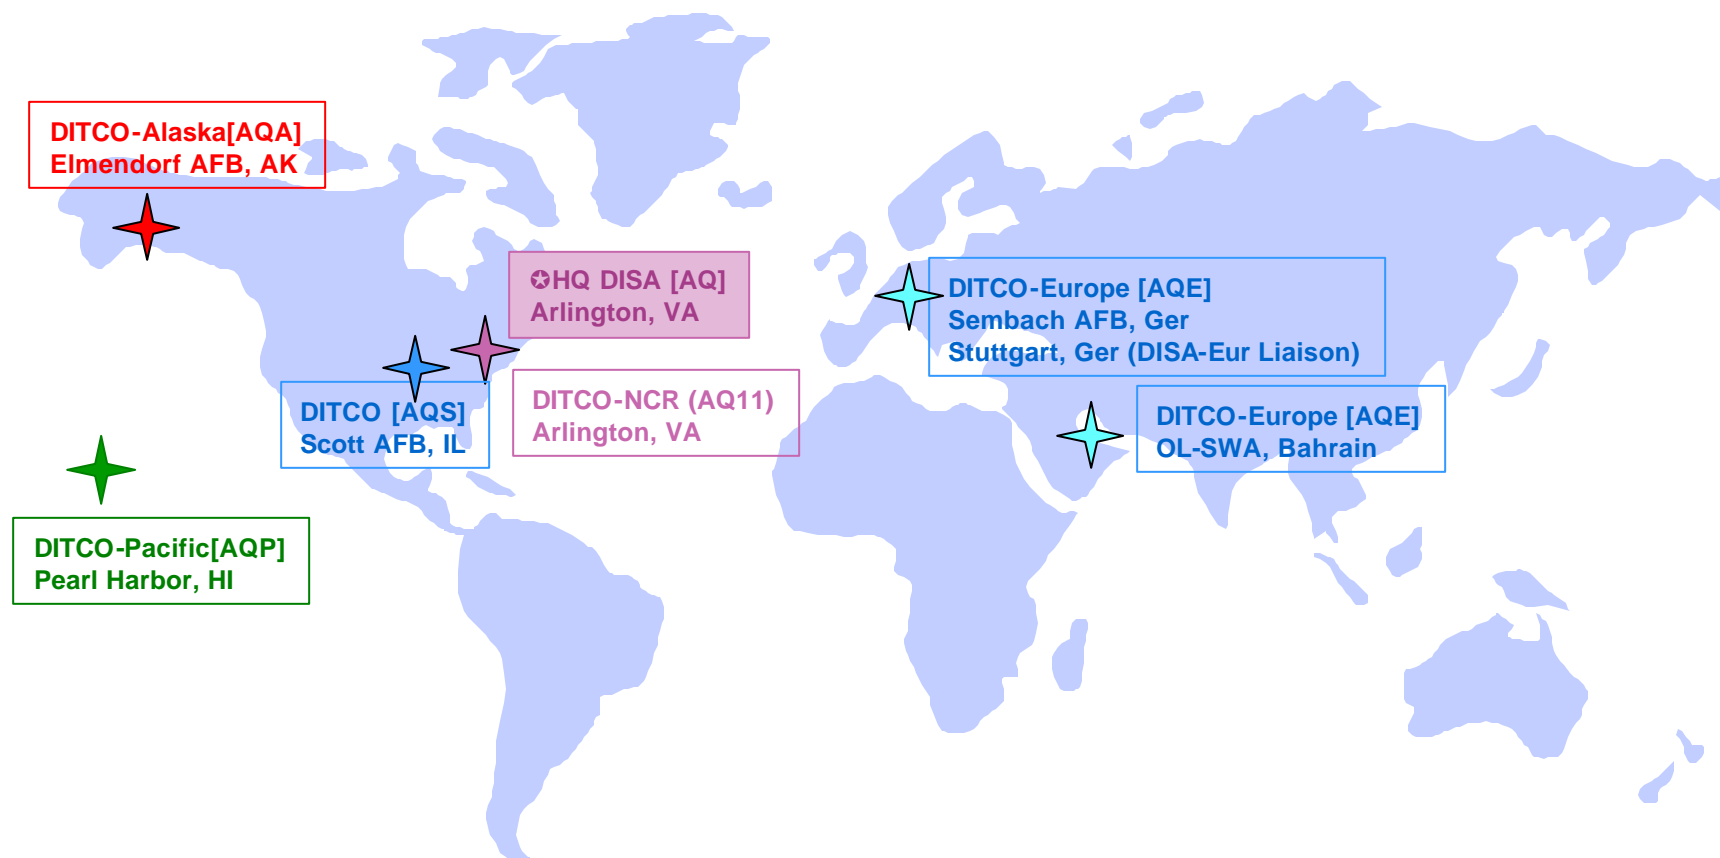 DITCO-Alaska[AQA]
Elmendorf AFB, AK
✪HQ DISA [AQ]
Arlington, VA
DITCO-Europe [AQE]
Sembach AFB, Ger
Stuttgart, Ger (DISA-Eur Liaison)
DITCO [AQS]
Scott AFB, IL
DITCO-NCR (AQ11)
Arlington, VA
DITCO-Europe [AQE]
OL-SWA, Bahrain
DITCO-Pacific[AQP]
Pearl Harbor, HI